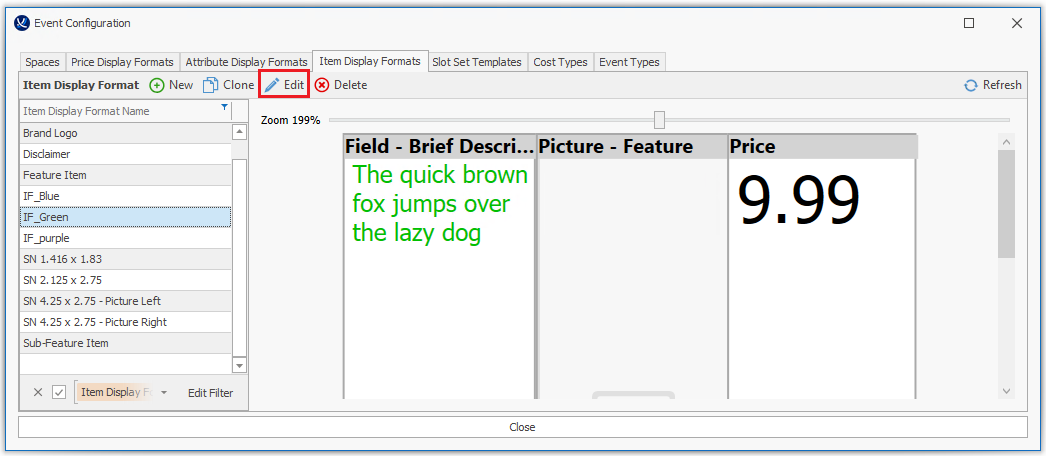 Event Configuration
Spaces Price Display Formats Attribute Display Formats Item Display Formats Slot Set Templates Cost Types Event Types
Item Display Format New Clone Edit Delete Refresh
Item Display Format Name
Brand Logo
Disclaimer
Feature Item
IF_Blue
IF_Green
IF_purple
SN 1.416 x 1.83
SN 2.125 x 2.75
SN 4.25 x 2.75 - Picture Left
SN 4.25 x 2.75 - Picture Right
Sub-Feature Item
Item Display F Edit Filter
Zoom 199%
Field - Brief Descri... Picture - Feature Price
The quick brown
fox jumps over
the lazy dog
9.99
Close